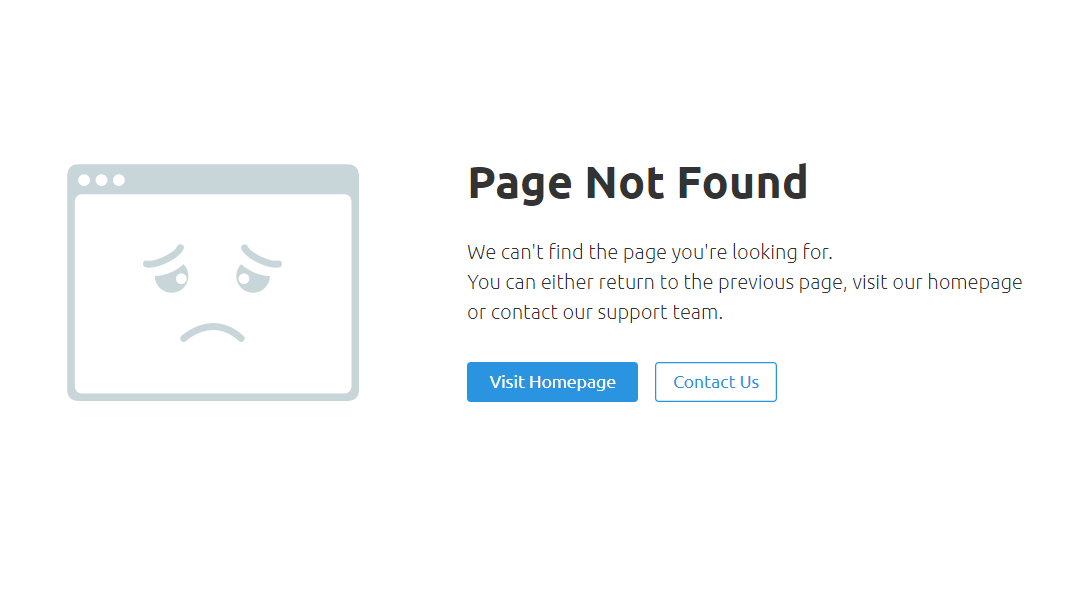 Page Not Found
We can't find the page you're looking for.
You can either return to the previous page, visit our homepage
or contact our support team.
Visit Homepage
Contact Us